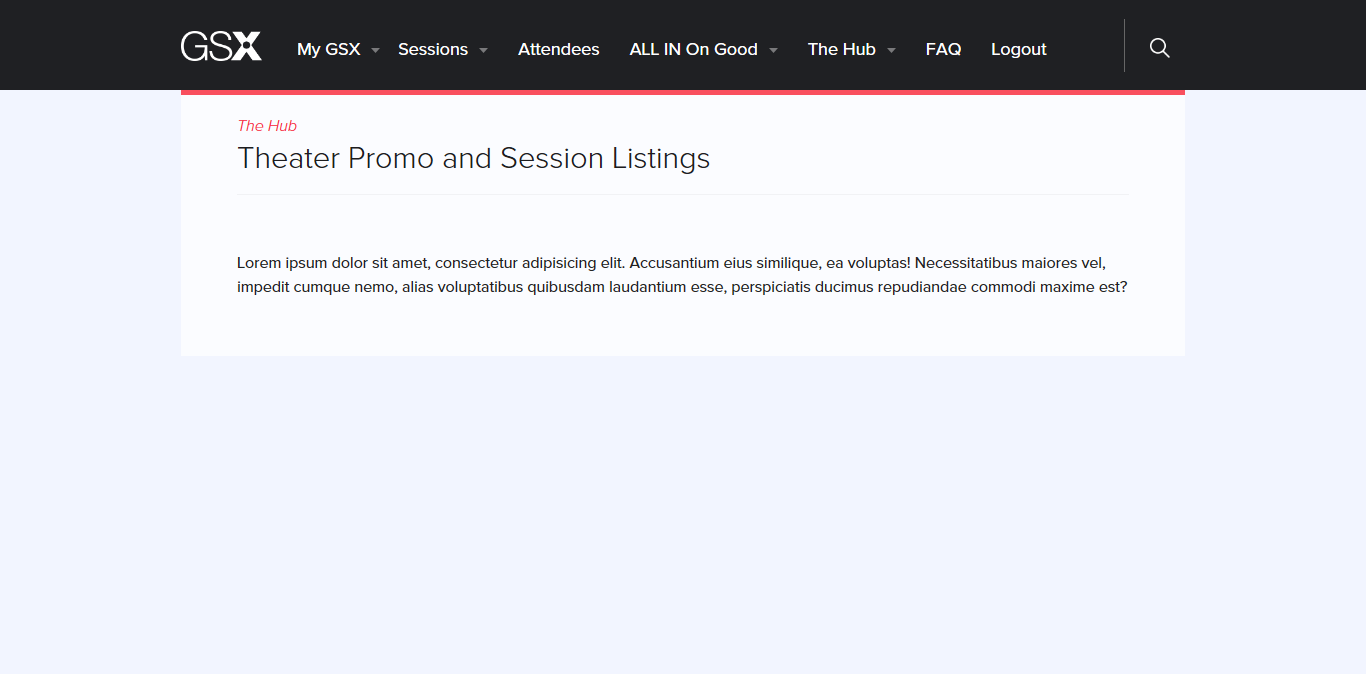 GSX My GSX Sessions Attendees ALL IN On Good The Hub FAQ Logout
The Hub
Theater Promo and Session Listings
Lorem ipsum dolor sit amet, consectetur adipisicing elit. Accusantium eius similique, ea voluptas! Necessitatibus maiores vel,
impedit cumque nemo, alias voluptatibus quibusdam laudantium esse, perspiciatis ducimus repudiandae commodi maxime est?